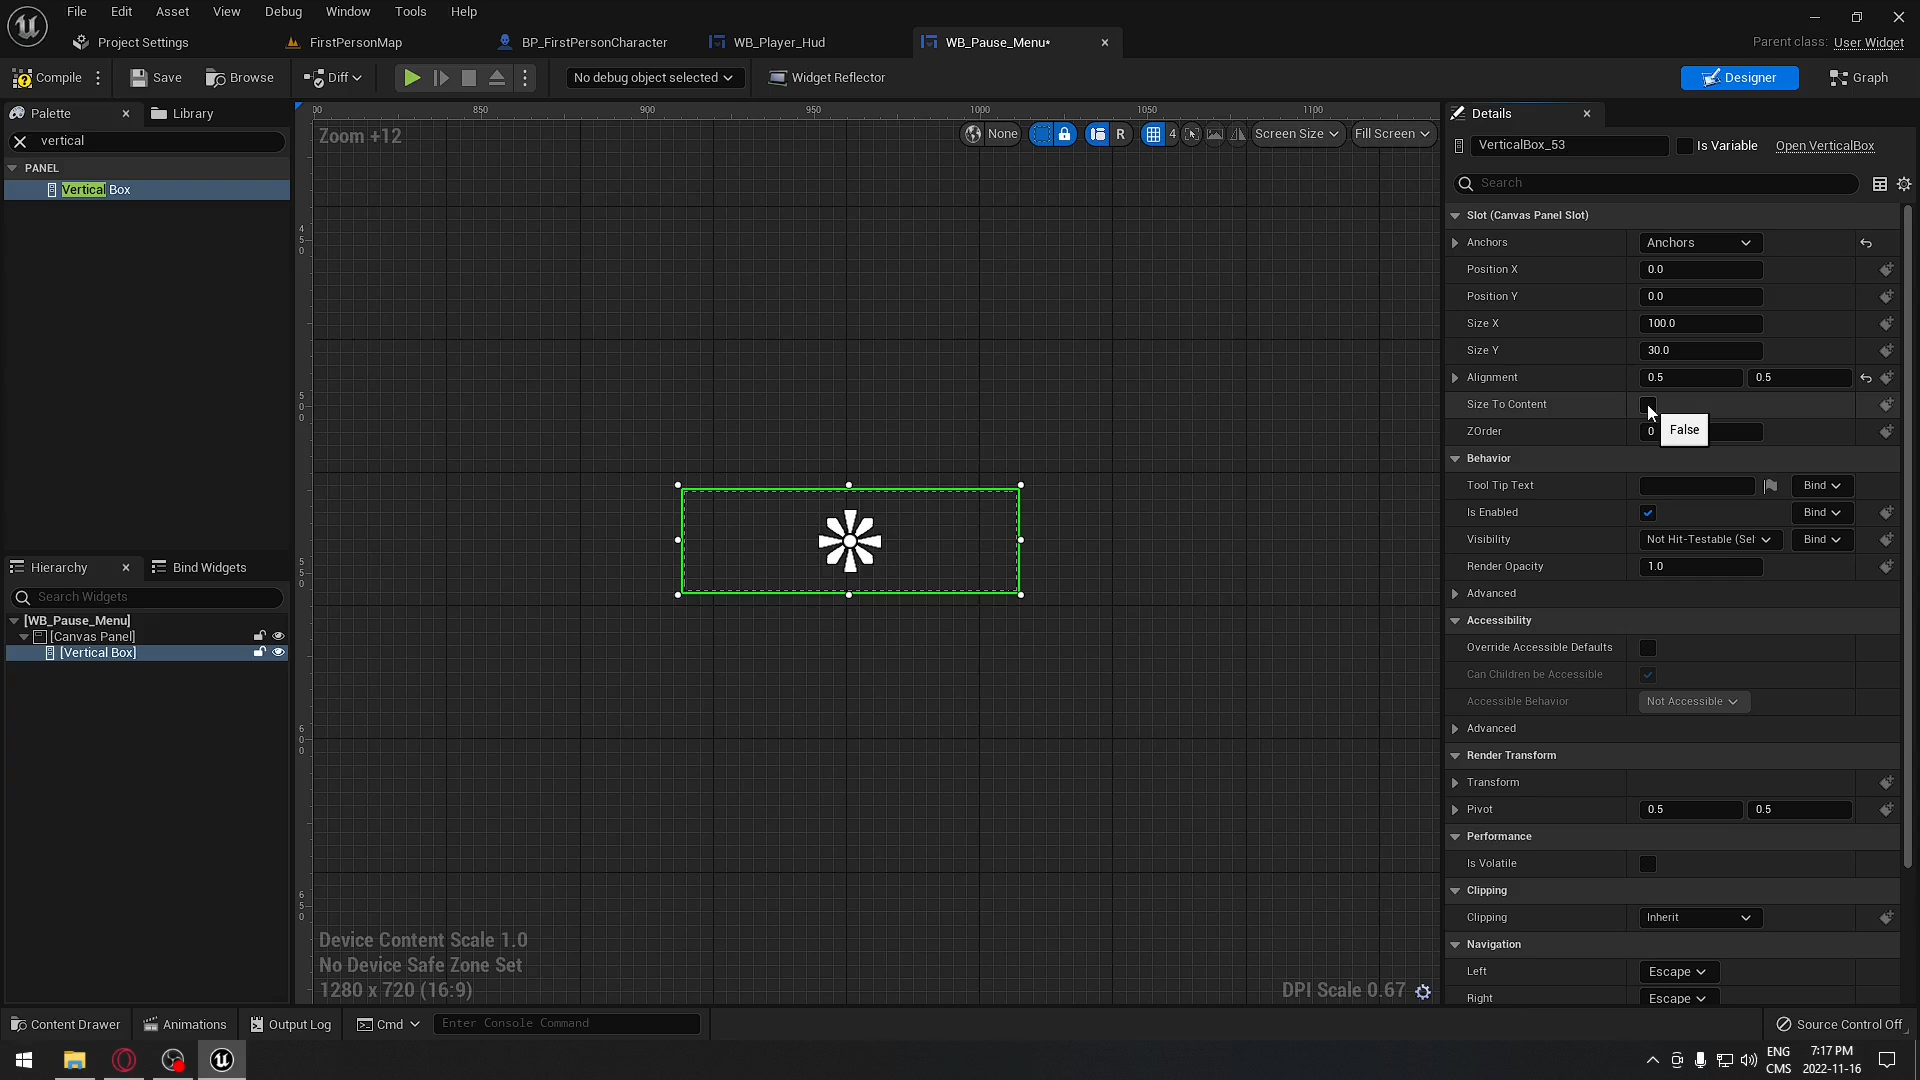 File Edit Asset View Debug Window Tools Help
Project Settings FirstPersonMap BP_FirstPersonCharacter WB_Player_Hud WB_Pause_Menu* Parent class: User Widget
Compile Save Browse Diff No debug object selected Widget Reflector Designer Graph
Palette Library
vertical
PANEL
Vertical Box
Hierarchy Bind Widgets
Search Widgets
[WB_Pause_Menu]
[Canvas Panel]
[Vertical Box]
00 850 900 950 1000 1050 1100
Zoom +12 None R 4 Screen Size Fill Screen
450
500
550
600
650
Device Content Scale 1.0
No Device Safe Zone Set
1280 x 720 (16:9)
DPI Scale 0.67
Details
VerticalBox_53 Is Variable Open VerticalBox
Search
Slot (Canvas Panel Slot)
Anchors Anchors
Position X 0.0
Position Y 0.0
Size X 100.0
Size Y 30.0
Alignment 0.5 0.5
Size To Content
False
ZOrder 0
Behavior
Tool Tip Text Bind
Is Enabled Bind
Visibility Not Hit-Testable (Sel Bind
Render Opacity 1.0
Advanced
Accessibility
Override Accessible Defaults
Can Children be Accessible
Accessible Behavior Not Accessible
Advanced
Render Transform
Transform
Pivot 0.5 0.5
Performance
Is Volatile
Clipping
Clipping Inherit
Navigation
Left Escape
Right Escape
Content Drawer Animations Output Log Cmd Enter Console Command Source Control Off
ENG 7:17 PM
CMS 2022-11-16